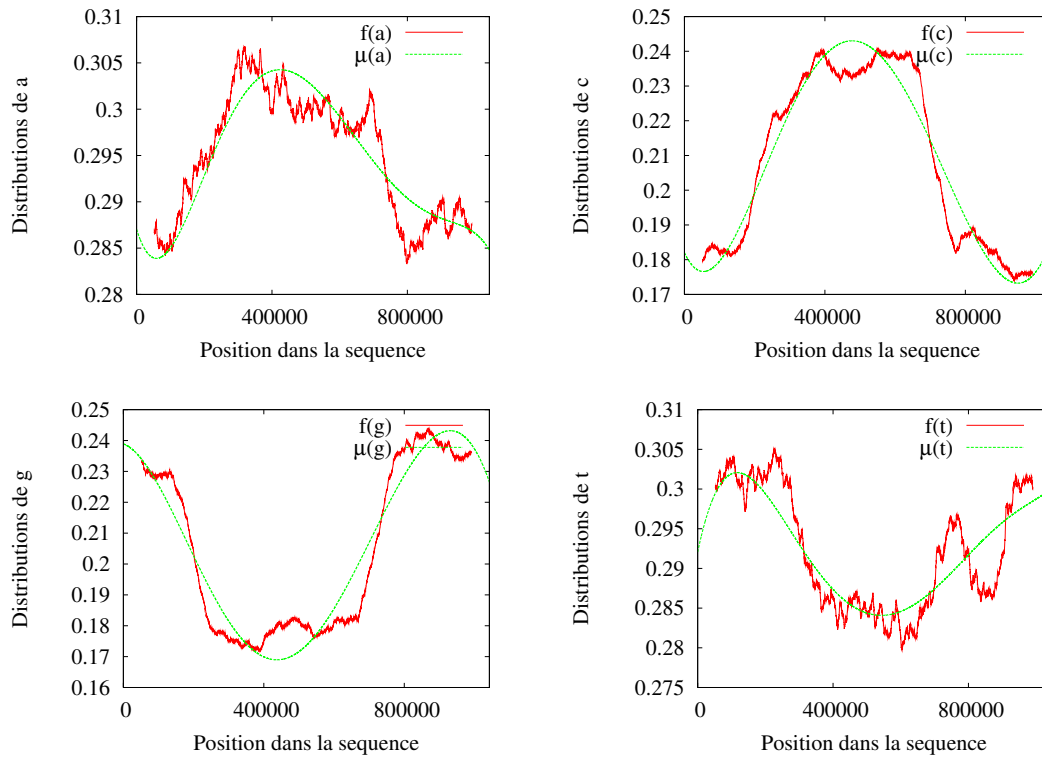 0.31
0.305
0.3
0.295
0.29
0.285
0.28
0
400000
800000
Distributions de a
Position dans la sequence
f(a)
μ(a)
0.25
0.24
0.23
0.22
0.21
0.2
0.19
0.18
0.17
0
400000
800000
Distributions de c
Position dans la sequence
f(c)
μ(c)
0.25
0.24
0.23
0.22
0.21
0.2
0.19
0.18
0.17
0.16
0
400000
800000
Distributions de g
Position dans la sequence
f(g)
μ(g)
0.31
0.305
0.3
0.295
0.29
0.285
0.28
0.275
0
400000
800000
Distributions de t
Position dans la sequence
f(t)
μ(t)